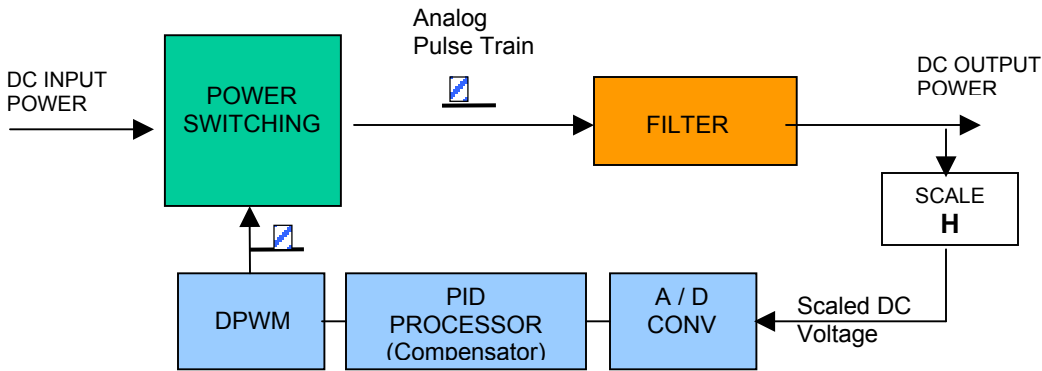 Analog
Pulse Train
DC INPUT
POWER
POWER
SWITCHING
FILTER
DC OUTPUT
POWER
SCALE
H
DPWM
PID
PROCESSOR
(Compensator)
A / D
CONV
Scaled DC
Voltage